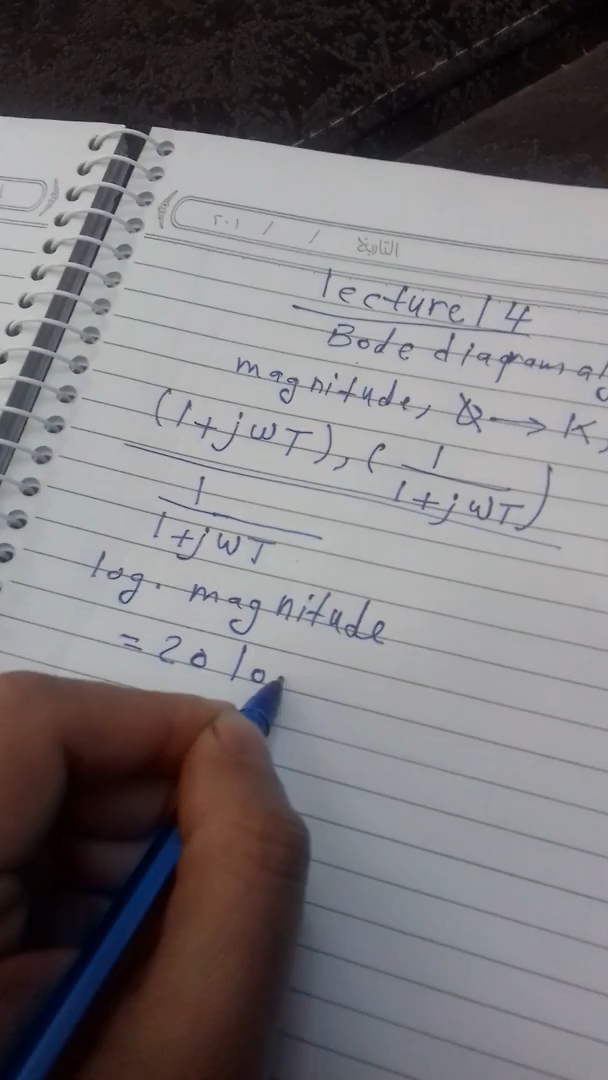 التاريخ / / ٢٠١
lecture 14
Bode diagram
magnitude, → K,
(1+jωT), (1/1+jωT)
1/1+jωT
log. magnitude
= 20 lo